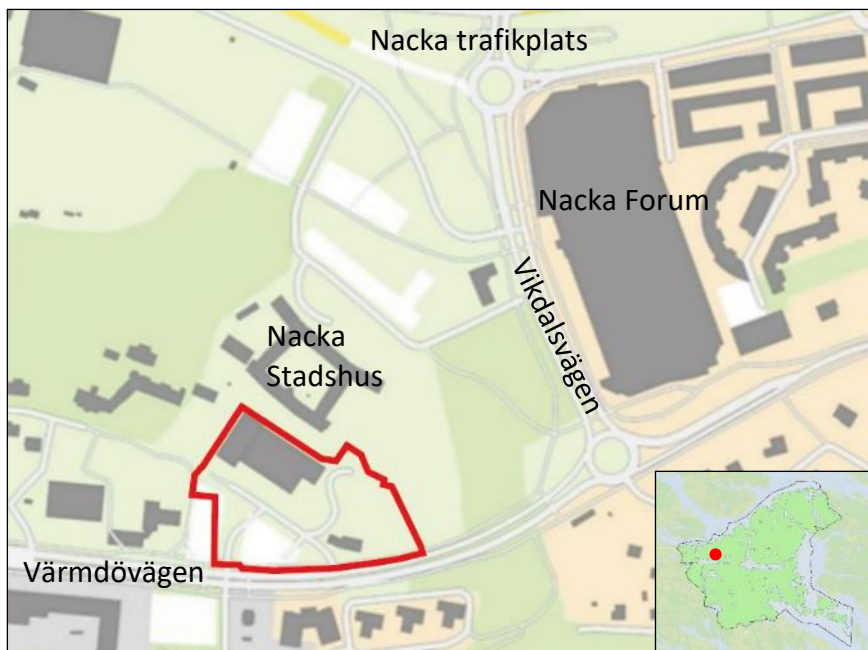 Nacka trafikplats
Nacka Forum
Vikdalsvägen
Nacka
Stadshus
Värmdövägen